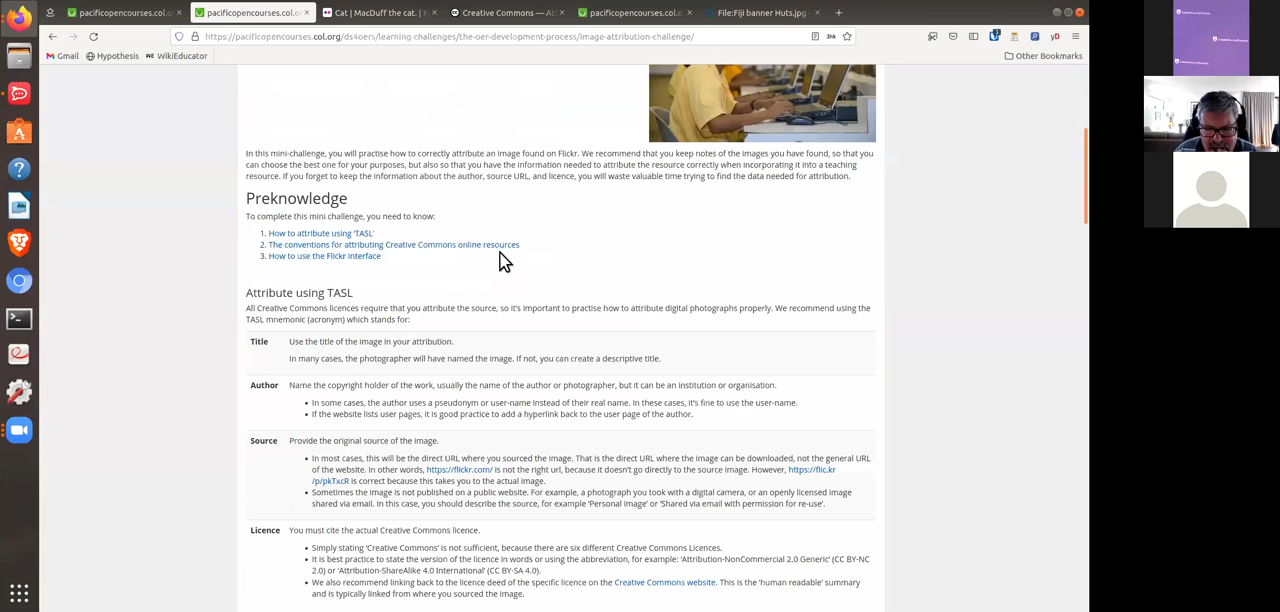 pacificopencourses.col.or
pacificopencourses.col.or
Cat | MacDuff the cat. | K
Creative Commons — At
pacificopencourses.col.or
File:Fiji banner Huts.jpg -
https://pacificopencourses.col.org/ds4oers/learning-challenges/the-oer-development-process/image-attribution-challenge/
Gmail Hypothesis WikiEducator Other Bookmarks
In this mini-challenge, you will practise how to correctly attribute an image found on Flickr. We recommend that you keep notes of the images you have found, so that you
can choose the best one for your purposes, but also so that you have the information needed to attribute the resource correctly when incorporating it into a teaching
resource. If you forget to keep the information about the author, source URL, and licence, you will waste valuable time trying to find the data needed for attribution.
Preknowledge
To complete this mini challenge, you need to know:
1. How to attribute using 'TASL'
2. The conventions for attributing Creative Commons online resources
3. How to use the Flickr interface
Attribute using TASL
All Creative Commons licences require that you attribute the source, so it's important to practise how to attribute digital photographs properly. We recommend using the
TASL mnemonic (acronym) which stands for:
Title Use the title of the image in your attribution.
In many cases, the photographer will have named the image. If not, you can create a descriptive title.
Author Name the copyright holder of the work, usually the name of the author or photographer, but it can be an institution or organisation.
• In some cases, the author uses a pseudonym or user-name instead of their real name. In these cases, it's fine to use the user-name.
• If the website lists user pages, it is good practice to add a hyperlink back to the user page of the author.
Source Provide the original source of the image.
• In most cases, this will be the direct URL where you sourced the image. That is the direct URL where the image can be downloaded, not the general URL
of the website. In other words, https://flickr.com/ is not the right url, because it doesn't go directly to the source image. However, https://flic.kr
/p/pkTxcR is correct because this takes you to the actual image.
• Sometimes the image is not published on a public website. For example, a photograph you took with a digital camera, or an openly licensed image
shared via email. In this case, you should describe the source, for example 'Personal image' or 'Shared via email with permission for re-use'.
Licence You must cite the actual Creative Commons licence.
• Simply stating 'Creative Commons' is not sufficient, because there are six different Creative Commons Licences.
• It is best practice to state the version of the licence in words or using the abbreviation, for example: 'Attribution-NonCommercial 2.0 Generic' (CC BY-NC
2.0) or 'Attribution-ShareAlike 4.0 International' (CC BY-SA 4.0).
• We also recommend linking back to the licence deed of the specific licence on the Creative Commons website. This is the 'human readable' summary
and is typically linked from where you sourced the image.